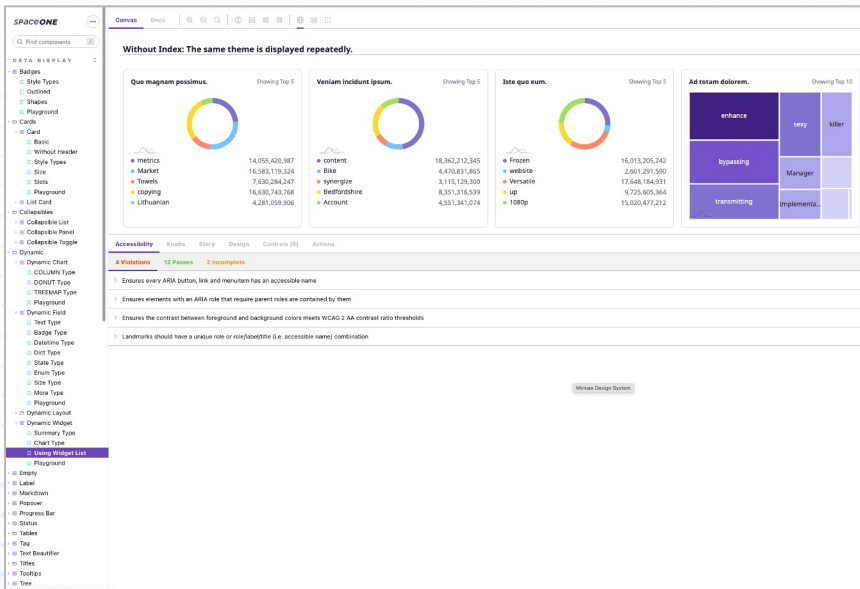 SPACEONE
Find components
/
DATA DISPLAY
Badges
Style Types
Outlined
Shapes
Playground
Cards
Card
Basic
Without Header
Style Types
Size
Slots
Playground
List Card
Collapsibles
Collapsible List
Collapsible Panel
Collapsible Toggle
Dynamic
Dynamic Chart
COLUMN Type
DONUT Type
TREEMAP Type
Playground
Dynamic Field
Text Type
Badge Type
Datetime Type
Dict Type
State Type
Enum Type
Size Type
More Type
Playground
Dynamic Layout
Dynamic Widget
Summary Type
Chart Type
Using Widget List
Playground
Empty
Label
Markdown
Popover
Progress Bar
Status
Tables
Tag
Text Beautifier
Titles
Tooltips
Tree
Canvas Docs
Without Index: The same theme is displayed repeatedly.
Quo magnam possimus. Showing Top 5
metrics 14,055,420,987
Market 16,583,119,324
Towels 7,630,284,247
copying 16,630,743,768
Lithuanian 4,281,059,906
Veniam incidunt ipsum. Showing Top 5
content 18,362,212,345
Bike 4,470,831,865
synergize 3,115,129,300
Bedfordshire 8,351,316,539
Account 4,551,341,074
Iste quo eum. Showing Top 5
Frozen 16,013,205,242
website 2,601,291,590
Versatile 17,648,184,931
up 9,725,605,364
1080p 15,020,477,212
Ad totam dolorem. Showing Top 10
enhance
sexy
killer
bypassing
Manager
transmitting
Implementa...
Accessibility Knobs Story Design Controls (9) Actions
4 Violations 12 Passes 2 Incomplete
Ensures every ARIA button, link and menuitem has an accessible name
Ensures elements with an ARIA role that require parent roles are contained by them
Ensures the contrast between foreground and background colors meets WCAG 2 AA contrast ratio thresholds
Landmarks should have a unique role or role/label/title (i.e. accessible name) combination
Mirinae Design System